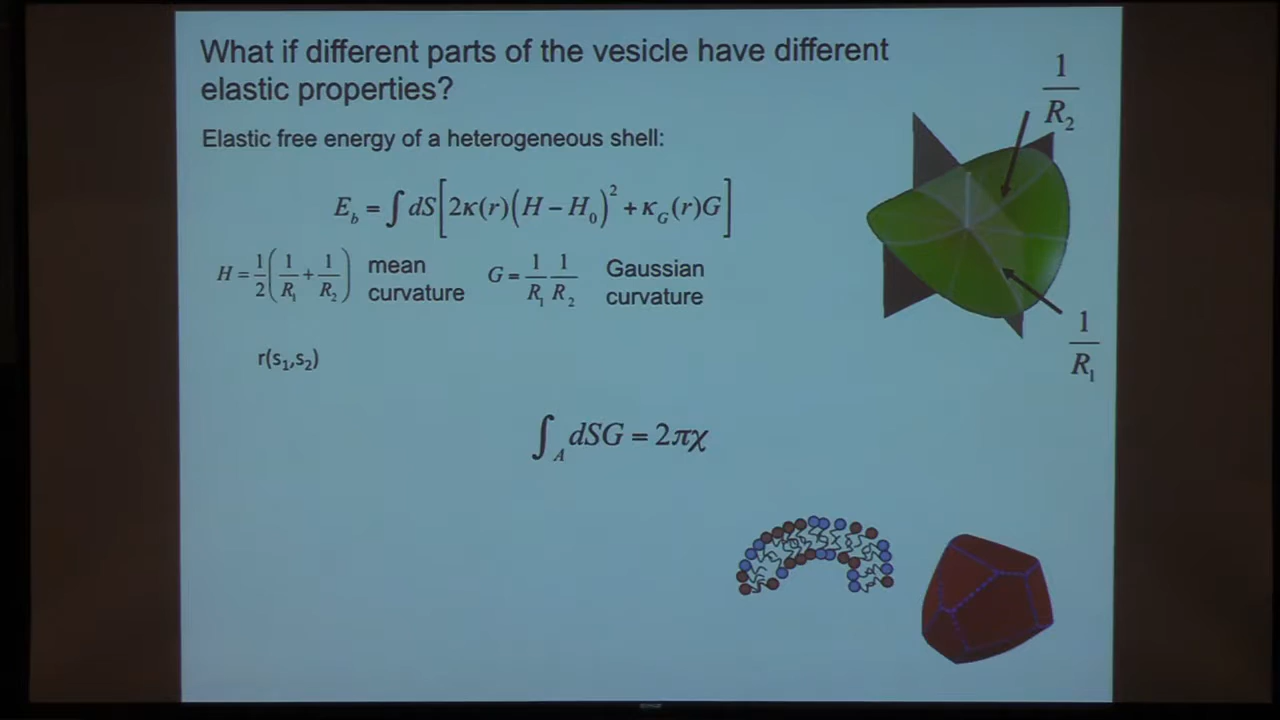 What if different parts of the vesicle have different
elastic properties?
Elastic free energy of a heterogeneous shell:
E_b = ∫ dS[2κ(r)(H − H_0)^2 + κ_G(r)G]
H = 1/2 (1/R_1 + 1/R_2) mean curvature G = 1/R_1 1/R_2 Gaussian curvature
r(s_1,s_2)
∫_A dSG = 2πχ
1/R_2
1/R_1